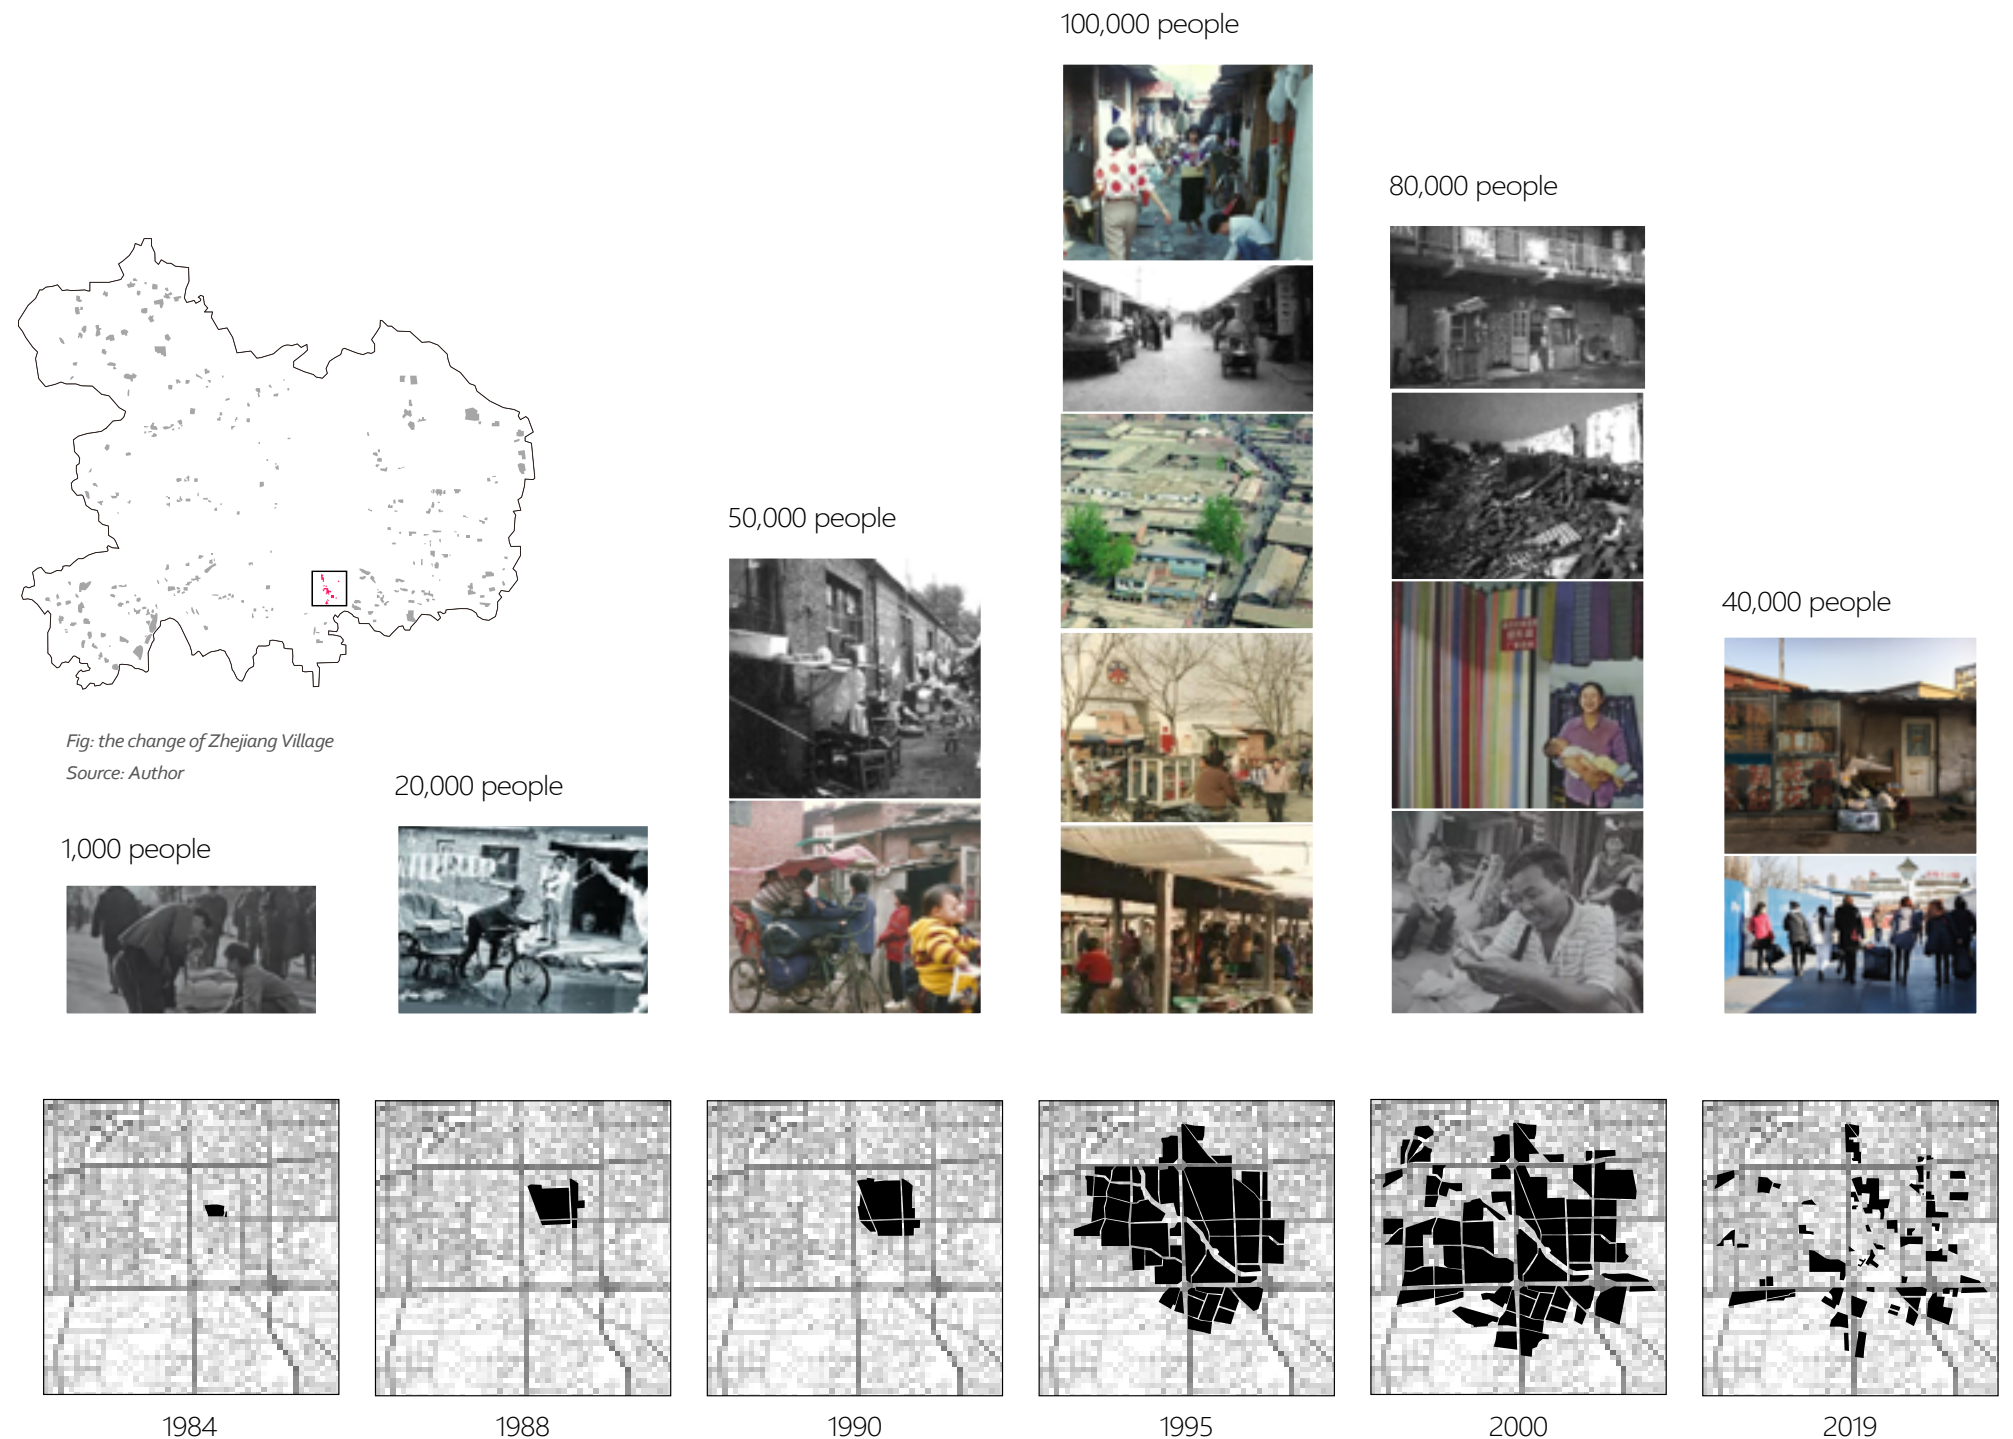 100,000 people
80,000 people
50,000 people
40,000 people
Fig: the change of Zhejiang Village
Source: Author
20,000 people
1,000 people
1984
1988
1990
1995
2000
2019